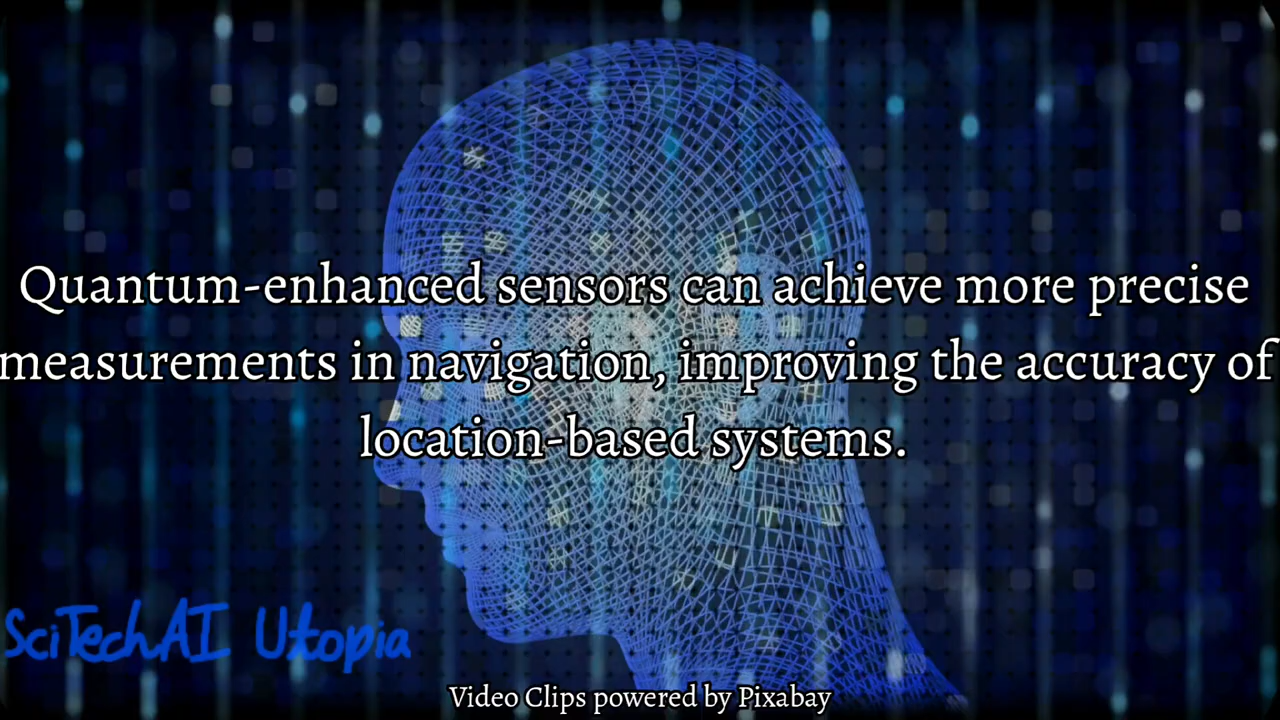 Quantum-enhanced sensors can achieve more precise
measurements in navigation, improving the accuracy of
location-based systems.
SciTechAI Utopia
Video Clips powered by Pixabay